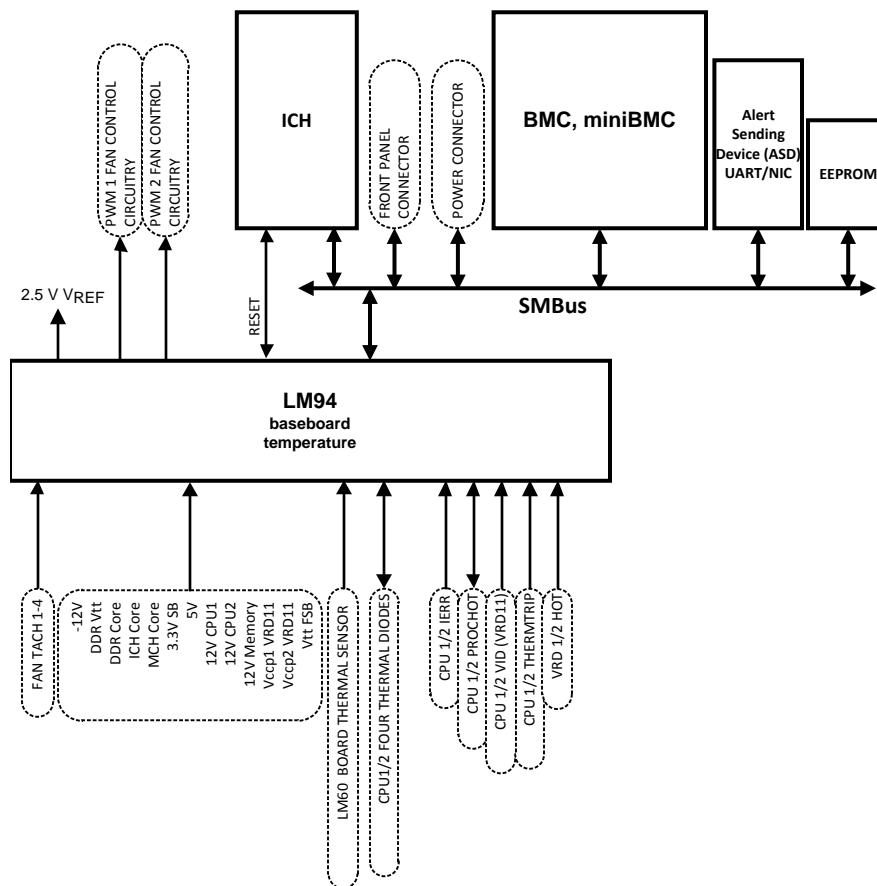 PWM 1 FAN CONTROL
CIRCUITRY
PWM 2 FAN CONTROL
CIRCUITRY
ICH
FRONT PANEL
CONNECTOR
POWER CONNECTOR
BMC, miniBMC
Alert
Sending
Device (ASD)
UART/NIC
EEPROM
2.5 V VREF
RESET
SMBus
LM94
baseboard
temperature
FAN TACH 1-4
-12V
DDR Vtt
DDR Core
ICH Core
MCH Core
3.3V SB
5V
12V CPU1
12V CPU2
12V Memory
Vccp1 VRD11
Vccp2 VRD11
Vtt FSB
LM60 BOARD THERMAL SENSOR
CPU1/2 FOUR THERMAL DIODES
CPU 1/2 IERR
CPU 1/2 PROCHOT
CPU 1/2 VID (VRD11)
CPU 1/2 THERMTRIP
VRD 1/2 HOT